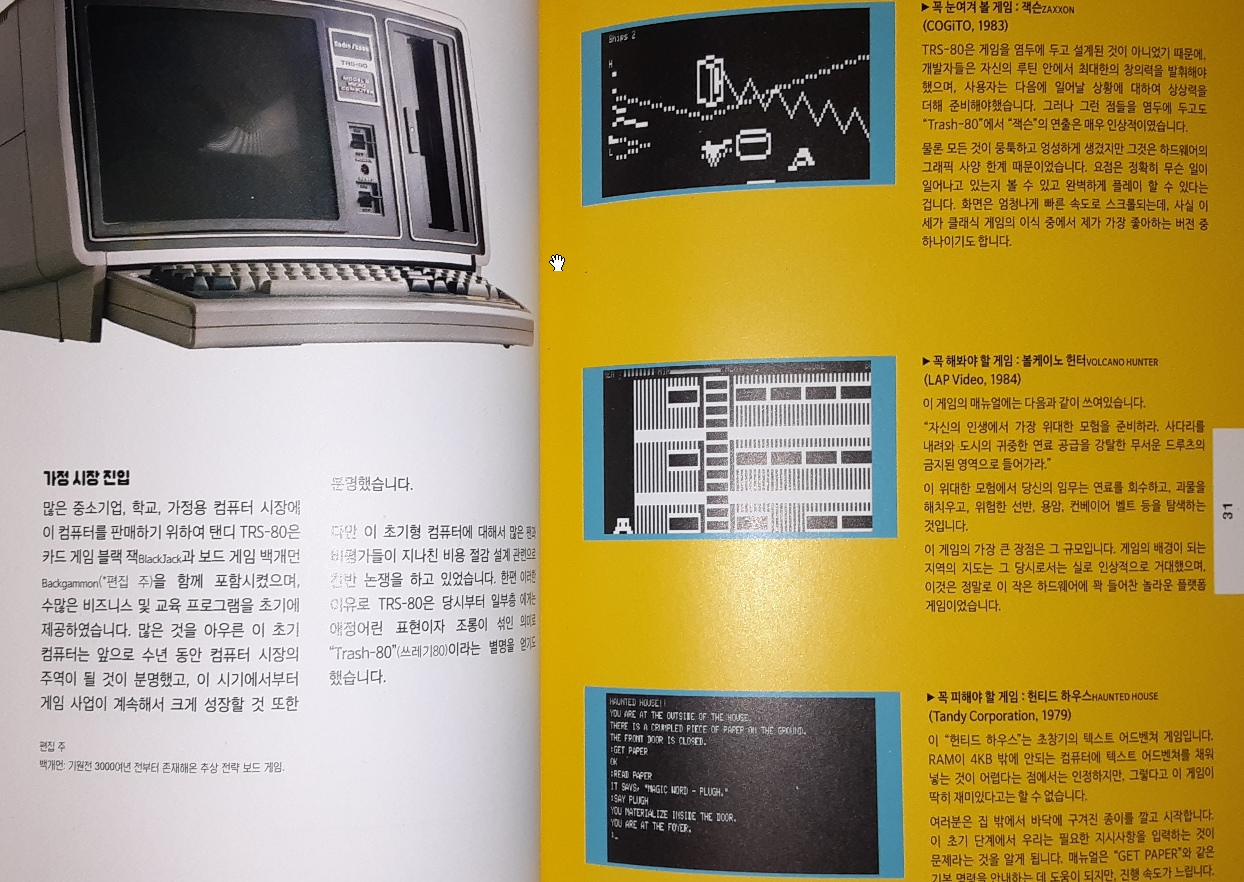 Radio Shack
TRS-80
가정 시장 진입
많은 중소기업, 학교, 가정용 컴퓨터 시장에
이 컴퓨터를 판매하기 위하여 탠디 TRS-80은
카드 게임 블랙 잭BlackJack과 보드 게임 백개먼
Backgammon(*편집 주)을 함께 포함시켰으며,
수많은 비즈니스 및 교육 프로그램을 초기에
제공하였습니다. 많은 것을 아우른 이 초기
컴퓨터는 앞으로 수년 동안 컴퓨터 시장의
주역이 될 것이 분명했고, 이 시기에서부터
게임 사업이 계속해서 크게 성장할 것 또한
분명했습니다.
다만 이 초기형 컴퓨터에 대해서 많은 팬과
비평가들이 지나친 비용 절감 설계 관련으로
찬반 논쟁을 하고 있었습니다. 한편 이러한
이유로 TRS-80은 당시부터 일부층에게는
애정어린 표현이자 조롱이 섞인 의미로
“Trash-80”(쓰레기80)이라는 별명을 얻기도
했습니다.
편집 주
백개먼: 기원전 3000여년 전부터 존재해온 추상 전략 보드 게임.
Ships 2
▶ 꼭 눈여겨 볼 게임 : 잭슨ZAXXON
(COGiTO, 1983)
TRS-80은 게임을 염두에 두고 설계된 것이 아니었기 때문에,
개발자들은 자신의 루틴 안에서 최대한의 창의력을 발휘해야
했으며, 사용자는 다음에 일어날 상황에 대하여 상상력을
더해 준비해야했습니다. 그러나 그런 점들을 염두에 두고도
“Trash-80”에서 “잭슨”의 연출은 매우 인상적이었습니다.
물론 모든 것이 뭉툭하고 엉성하게 생겼지만 그것은 하드웨어의
그래픽 사양 한계 때문이었습니다. 요점은 정확히 무슨 일이
일어나고 있는지 볼 수 있고 완벽하게 플레이 할 수 있다는
겁니다. 화면은 엄청나게 빠른 속도로 스크롤되는데, 사실 이
세가 클래식 게임의 이식 중에서 제가 가장 좋아하는 버전 중
하나이기도 합니다.
▶ 꼭 해봐야 할 게임 : 볼케이노 헌터VOLCANO HUNTER
(LAP Video, 1984)
이 게임의 매뉴얼에는 다음과 같이 쓰여있습니다.
“자신의 인생에서 가장 위대한 모험을 준비하라. 사다리를
내려와 도시의 귀중한 연료 공급을 강탈한 무서운 드루츠의
금지된 영역으로 들어가라.”
이 위대한 모험에서 당신의 임무는 연료를 회수하고, 괴물을
해치우고, 위험한 선반, 용암, 컨베이어 벨트 등을 탐색하는
것입니다.
이 게임의 가장 큰 장점은 그 규모입니다. 게임의 배경이 되는
지역의 지도는 그 당시로서는 실로 인상적으로 거대했으며,
이것은 정말로 이 작은 하드웨어에 꽉 들어찬 놀라운 플랫폼
게임이었습니다.
31
HAUNTED HOUSE!!
YOU ARE AT THE OUTSIDE OF THE HOUSE.
THERE IS A CRUMPLED PIECE OF PAPER ON THE GROUND.
THE FRONT DOOR IS CLOSED.
:GET PAPER
OK
:READ PAPER
IT SAYS, "MAGIC WORD - PLUGH."
:SAY PLUGH
YOU MATERIALIZE INSIDE THE DOOR.
YOU ARE AT THE FOYER.
:_
▶ 꼭 피해야 할 게임 : 헌티드 하우스HAUNTED HOUSE
(Tandy Corporation, 1979)
이 “헌티드 하우스”는 초창기의 텍스트 어드벤쳐 게임입니다.
RAM이 4KB 밖에 안되는 컴퓨터에 텍스트 어드벤쳐를 채워
넣는 것이 어렵다는 점에서는 인정하지만, 그렇다고 이 게임이
딱히 재미있다고는 할 수 없습니다.
여러분은 집 밖에서 바닥에 구겨진 종이를 깔고 시작합니다.
이 초기 단계에서 우리는 필요한 지시사항을 입력하는 것이
문제라는 것을 알게 됩니다. 매뉴얼은 “GET PAPER”와 같은
기본 명령을 안내하는 데 도움이 되지만, 진행 속도가 느립니다.